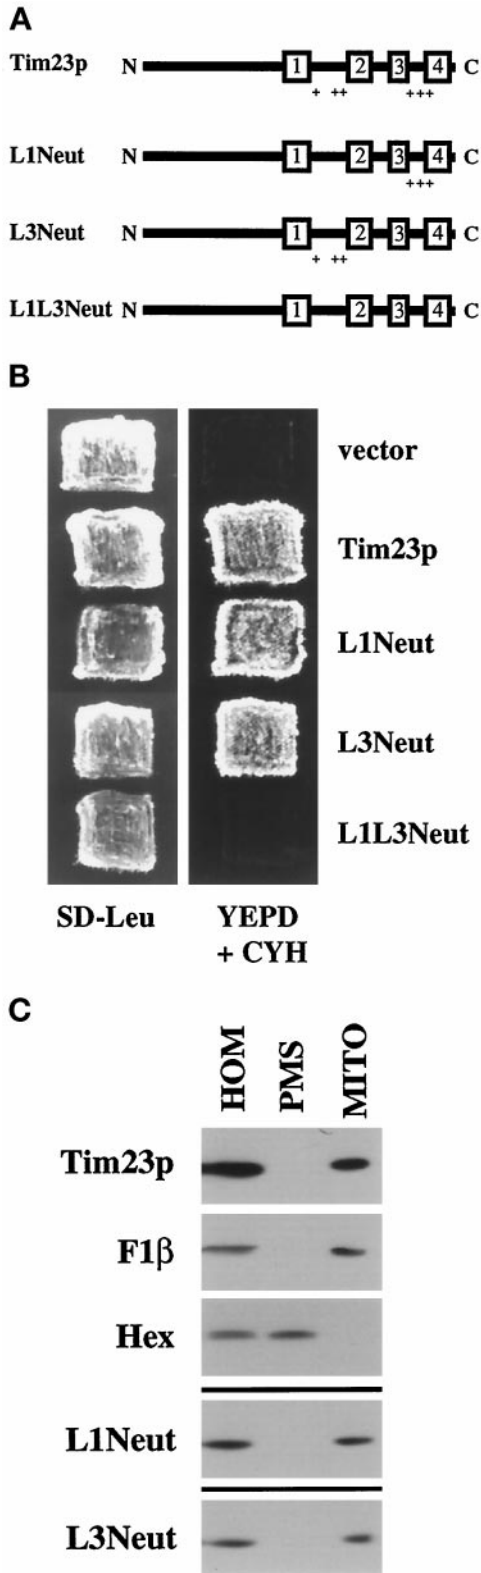 A
Tim23p N 1 2 3 4 C
+ ++ +++
L1Neut N 1 2 3 4 C
+++
L3Neut N 1 2 3 4 C
+ ++
L1L3Neut N 1 2 3 4 C
B
vector
Tim23p
L1Neut
L3Neut
L1L3Neut
SD-Leu YEPD
+ CYH
C
HOM PMS MITO
Tim23p
F1β
Hex
L1Neut
L3Neut